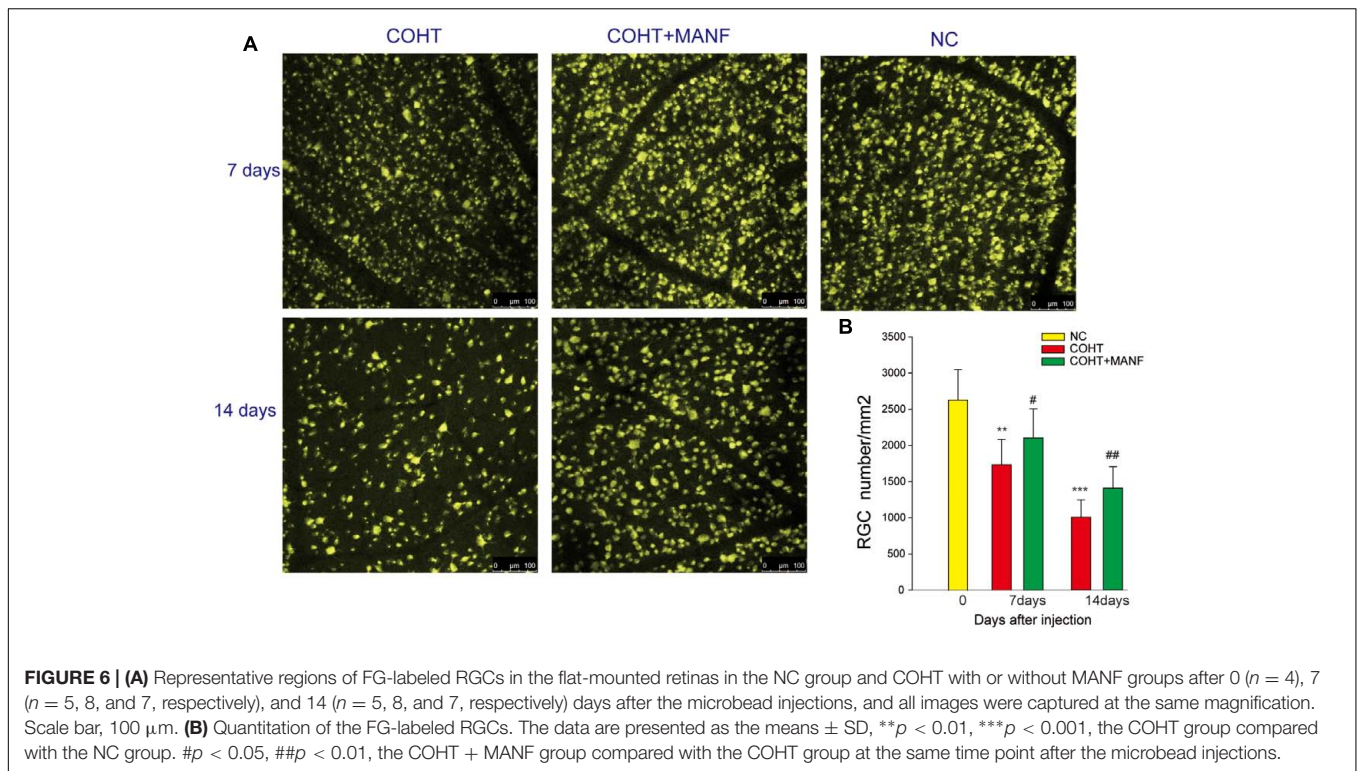 A
COHT
COHT+MANF
NC
7 days
0 µm 100
0 µm 100
0 µm 100
14 days
0 µm 100
0 µm 100
B
NC
COHT
COHT+MANF
3500
3000
2500
2000
1500
1000
500
0
RGC number/mm2
**
#
***
##
0 7days 14days
Days after injection
FIGURE 6 | (A) Representative regions of FG-labeled RGCs in the flat-mounted retinas in the NC group and COHT with or without MANF groups after 0 (n = 4), 7
(n = 5, 8, and 7, respectively), and 14 (n = 5, 8, and 7, respectively) days after the microbead injections, and all images were captured at the same magnification.
Scale bar, 100 μm. (B) Quantitation of the FG-labeled RGCs. The data are presented as the means ± SD, **p < 0.01, ***p < 0.001, the COHT group compared
with the NC group. #p < 0.05, ##p < 0.01, the COHT + MANF group compared with the COHT group at the same time point after the microbead injections.